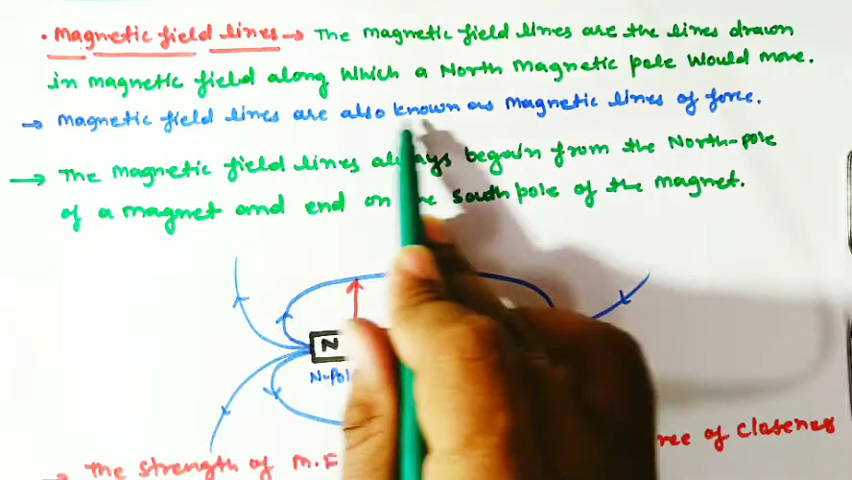 • Magnetic field lines → The magnetic field lines are the lines drawn
in magnetic field along which a North magnetic pole would move.
→ Magnetic field lines are also known as magnetic lines of force.
→ The magnetic field lines always begain from the North-pole
of a magnet and end on the south pole of the magnet.
N
N-Pol
→ the strength of M.F ree of closeness